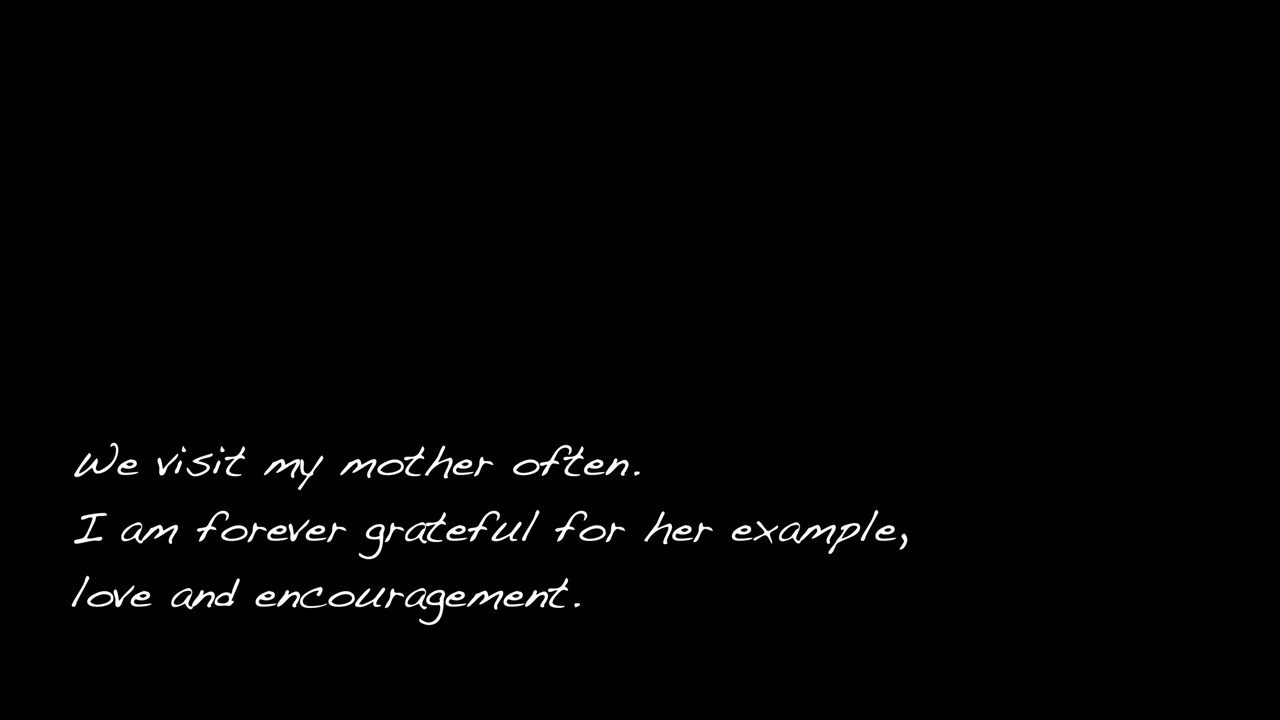 We visit my mother often.
I am forever grateful for her example,
love and encouragement.